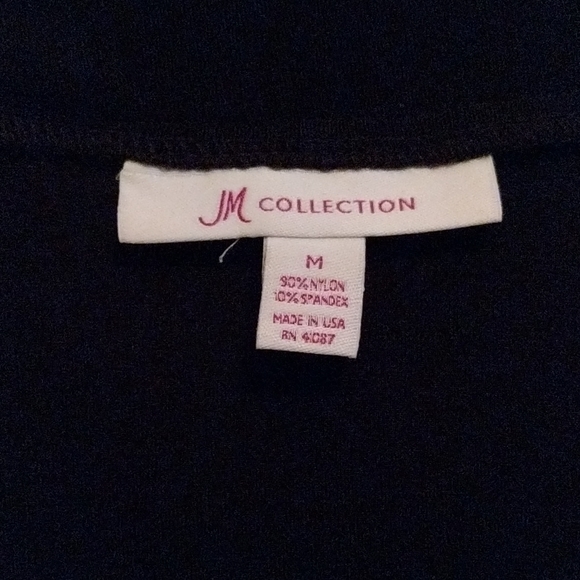 JM COLLECTION
M
90% NYLON
10% SPANDEX
MADE IN USA
RN 41087